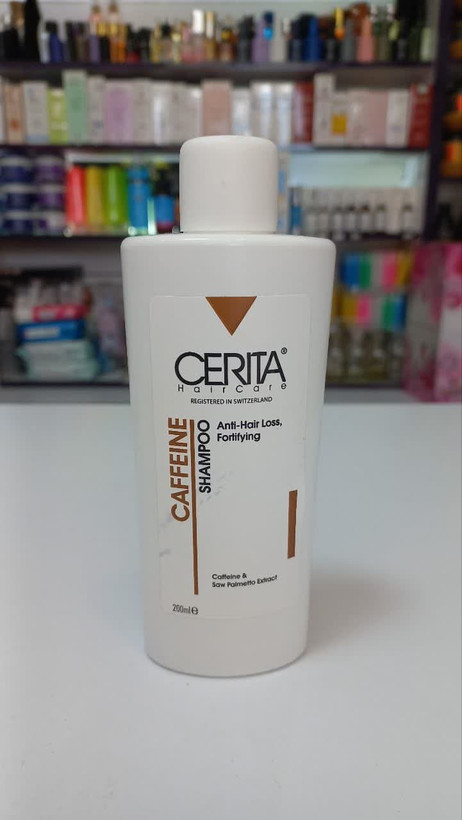 CERITA®
HairCare
REGISTERED IN SWITZERLAND
CAFFEINE
SHAMPOO
Anti-Hair Loss,
Fortifying
Caffeine &
Saw Palmetto Extract
200ml℮